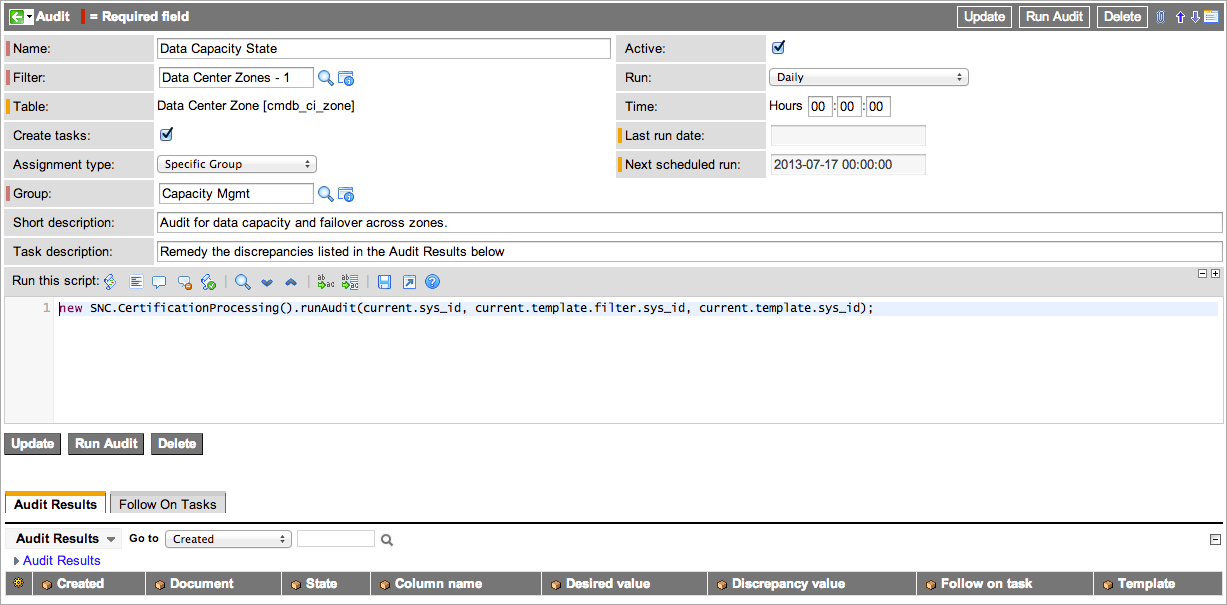 Audit = Required field Update Run Audit Delete
Name: Data Capacity State Active:
Filter: Data Center Zones - 1 Run: Daily
Table: Data Center Zone [cmdb_ci_zone] Time: Hours 00 : 00 : 00
Create tasks: Last run date:
Assignment type: Specific Group Next scheduled run: 2013-07-17 00:00:00
Group: Capacity Mgmt
Short description: Audit for data capacity and failover across zones.
Task description: Remedy the discrepancies listed in the Audit Results below
Run this script:
1 new SNC.CertificationProcessing().runAudit(current.sys_id, current.template.filter.sys_id, current.template.sys_id);
Update Run Audit Delete
Audit Results Follow On Tasks
Audit Results Go to Created
Audit Results
Created Document State Column name Desired value Discrepancy value Follow on task Template